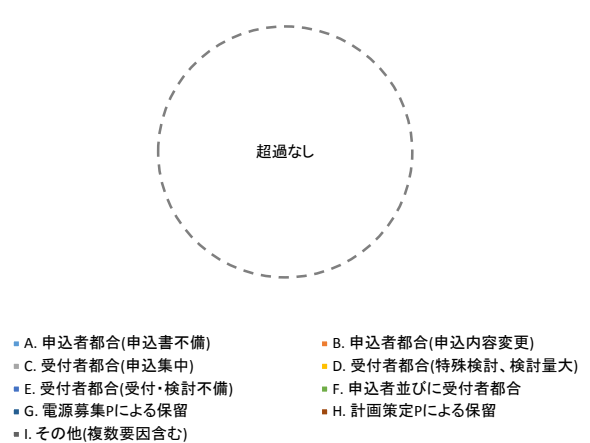 超過なし
A. 申込者都合(申込書不備)
B. 申込者都合(申込内容変更)
C. 受付者都合(申込集中)
D. 受付者都合(特殊検討、検討量大)
E. 受付者都合(受付・検討不備)
F. 申込者並びに受付者都合
G. 電源募集Pによる保留
H. 計画策定Pによる保留
I. その他(複数要因含む)